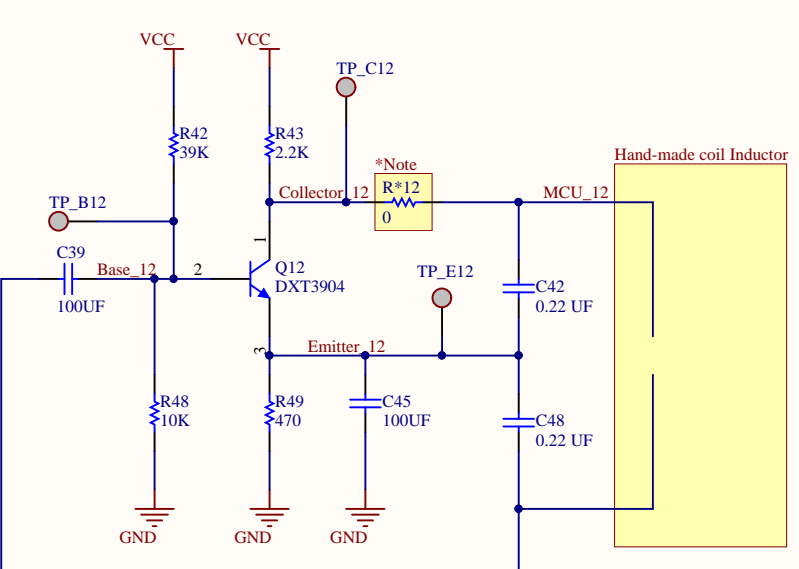 VCC
VCC
TP_C12
R42
39K
R43
2.2K
*Note
R*12
0
Hand-made coil Inductor
Collector_12
MCU_12
TP_B12
C39
100UF
Base_12
2
1
Q12
DXT3904
TP_E12
C42
0.22 UF
3
Emitter_12
R48
10K
R49
470
C45
100UF
C48
0.22 UF
GND
GND
GND